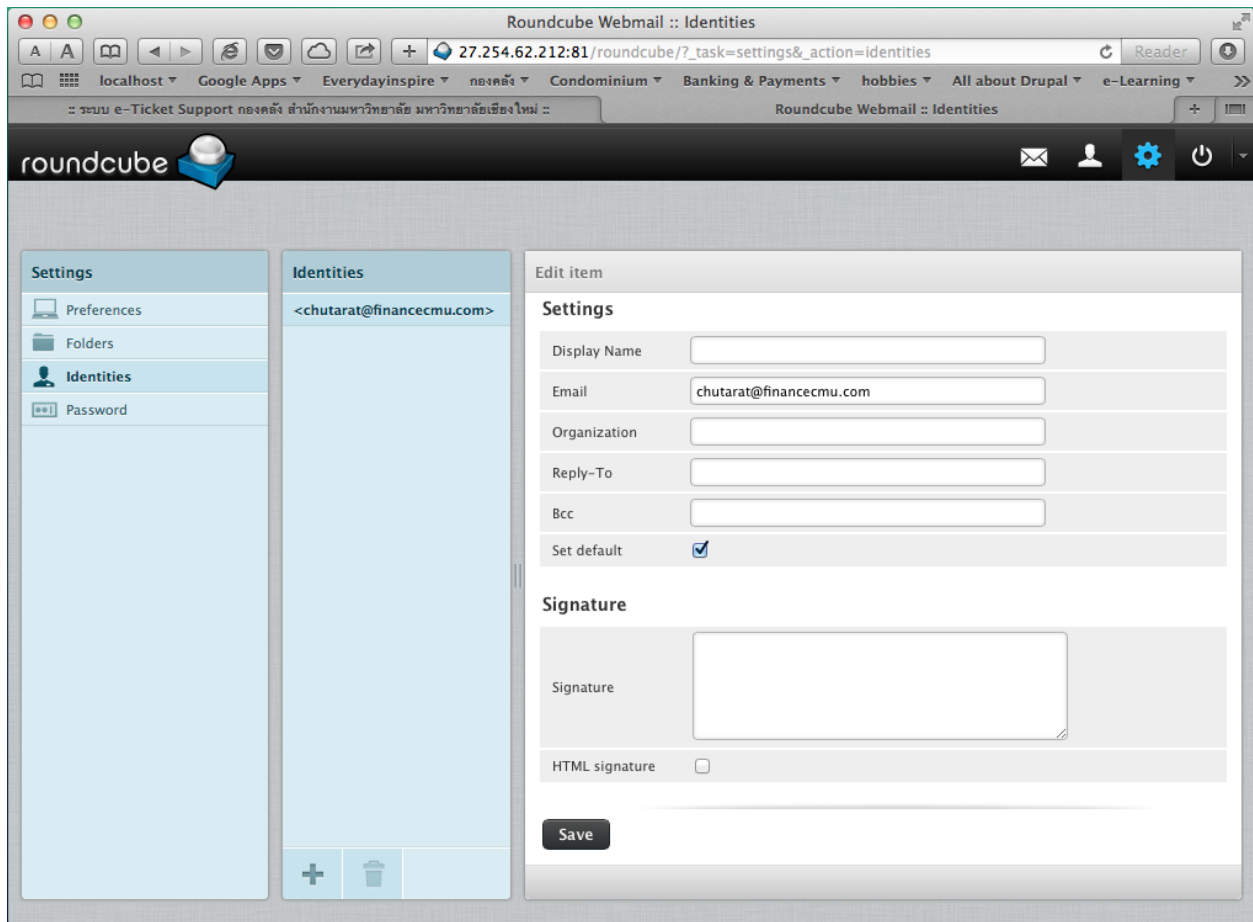 Roundcube Webmail :: Identities
A A 27.254.62.212:81/roundcube/?_task=settings&_action=identities Reader
localhost Google Apps Everydayinspire กองคลัง Condominium Banking & Payments hobbies All about Drupal e-Learning
:: ระบบ e-Ticket Support กองคลัง สำนักงานมหาวิทยาลัย มหาวิทยาลัยเชียงใหม่ :: Roundcube Webmail :: Identities
roundcube
Settings
Preferences
Folders
Identities
Password
Identities
<chutarat@financecmu.com>
Edit item
Settings
Display Name
Email chutarat@financecmu.com
Organization
Reply-To
Bcc
Set default
Signature
Signature
HTML signature
Save